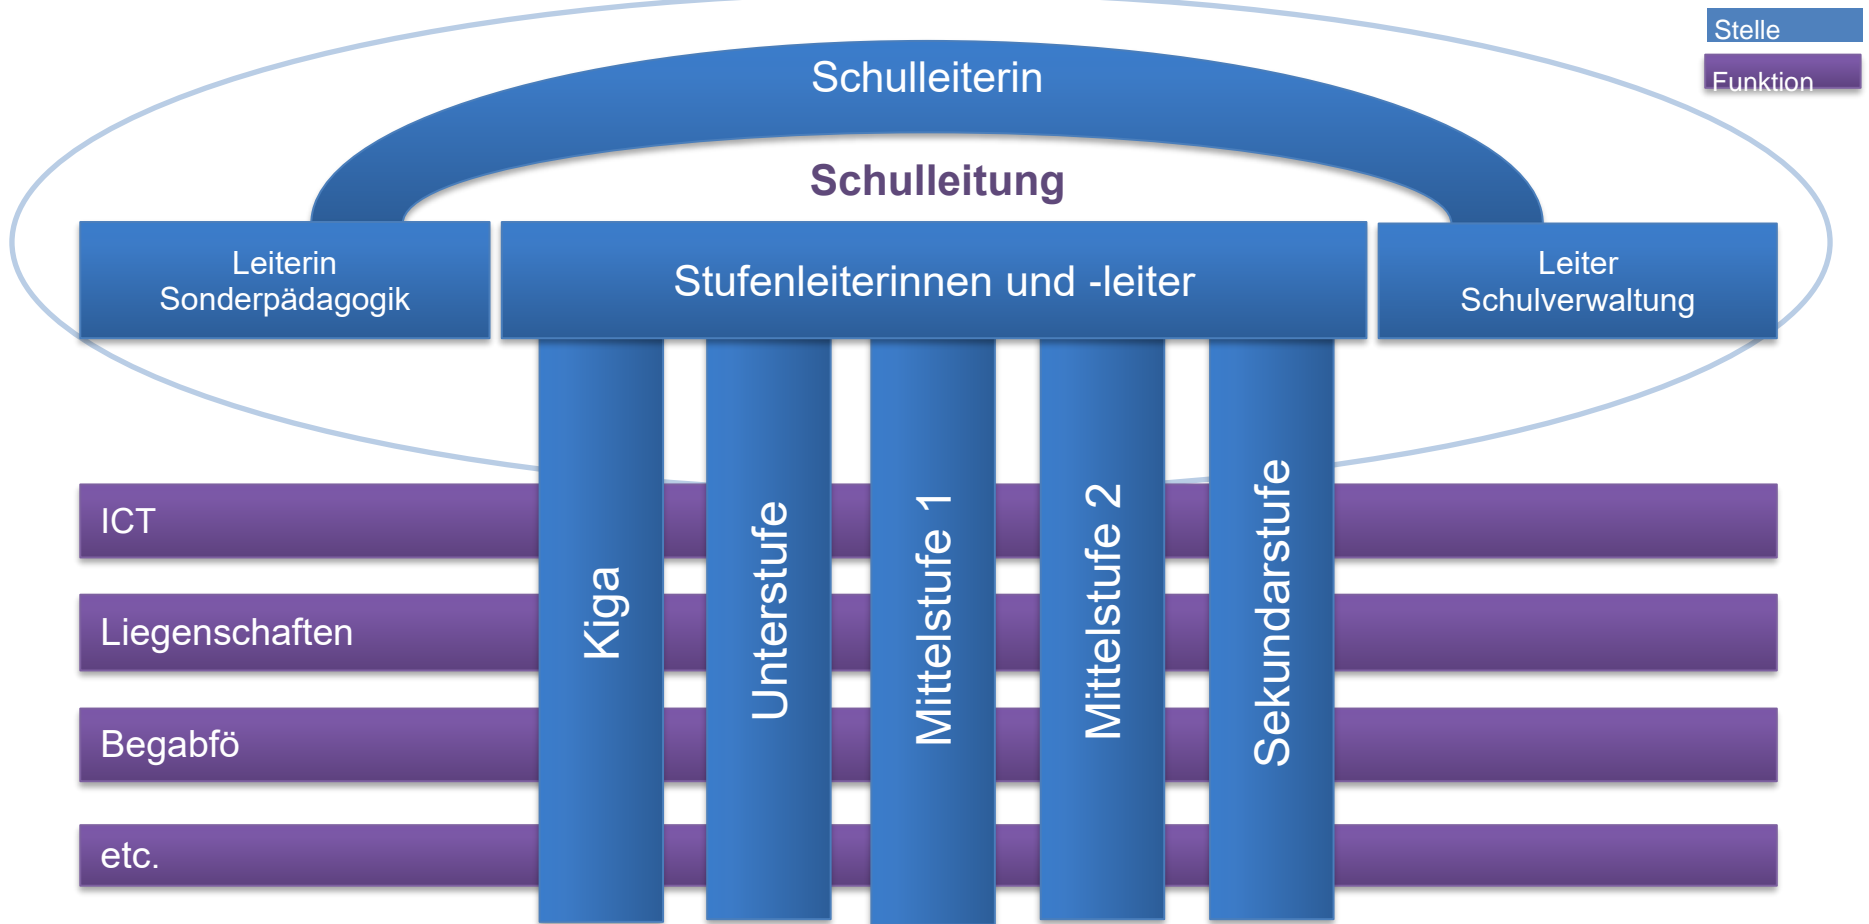 Stelle
Funktion
Schulleiterin
Schulleitung
Leiterin
Sonderpädagogik
Stufenleiterinnen und -leiter
Leiter
Schulverwaltung
Kiga
Unterstufe
Mittelstufe 1
Mittelstufe 2
Sekundarstufe
ICT
Liegenschaften
Begabfö
etc.